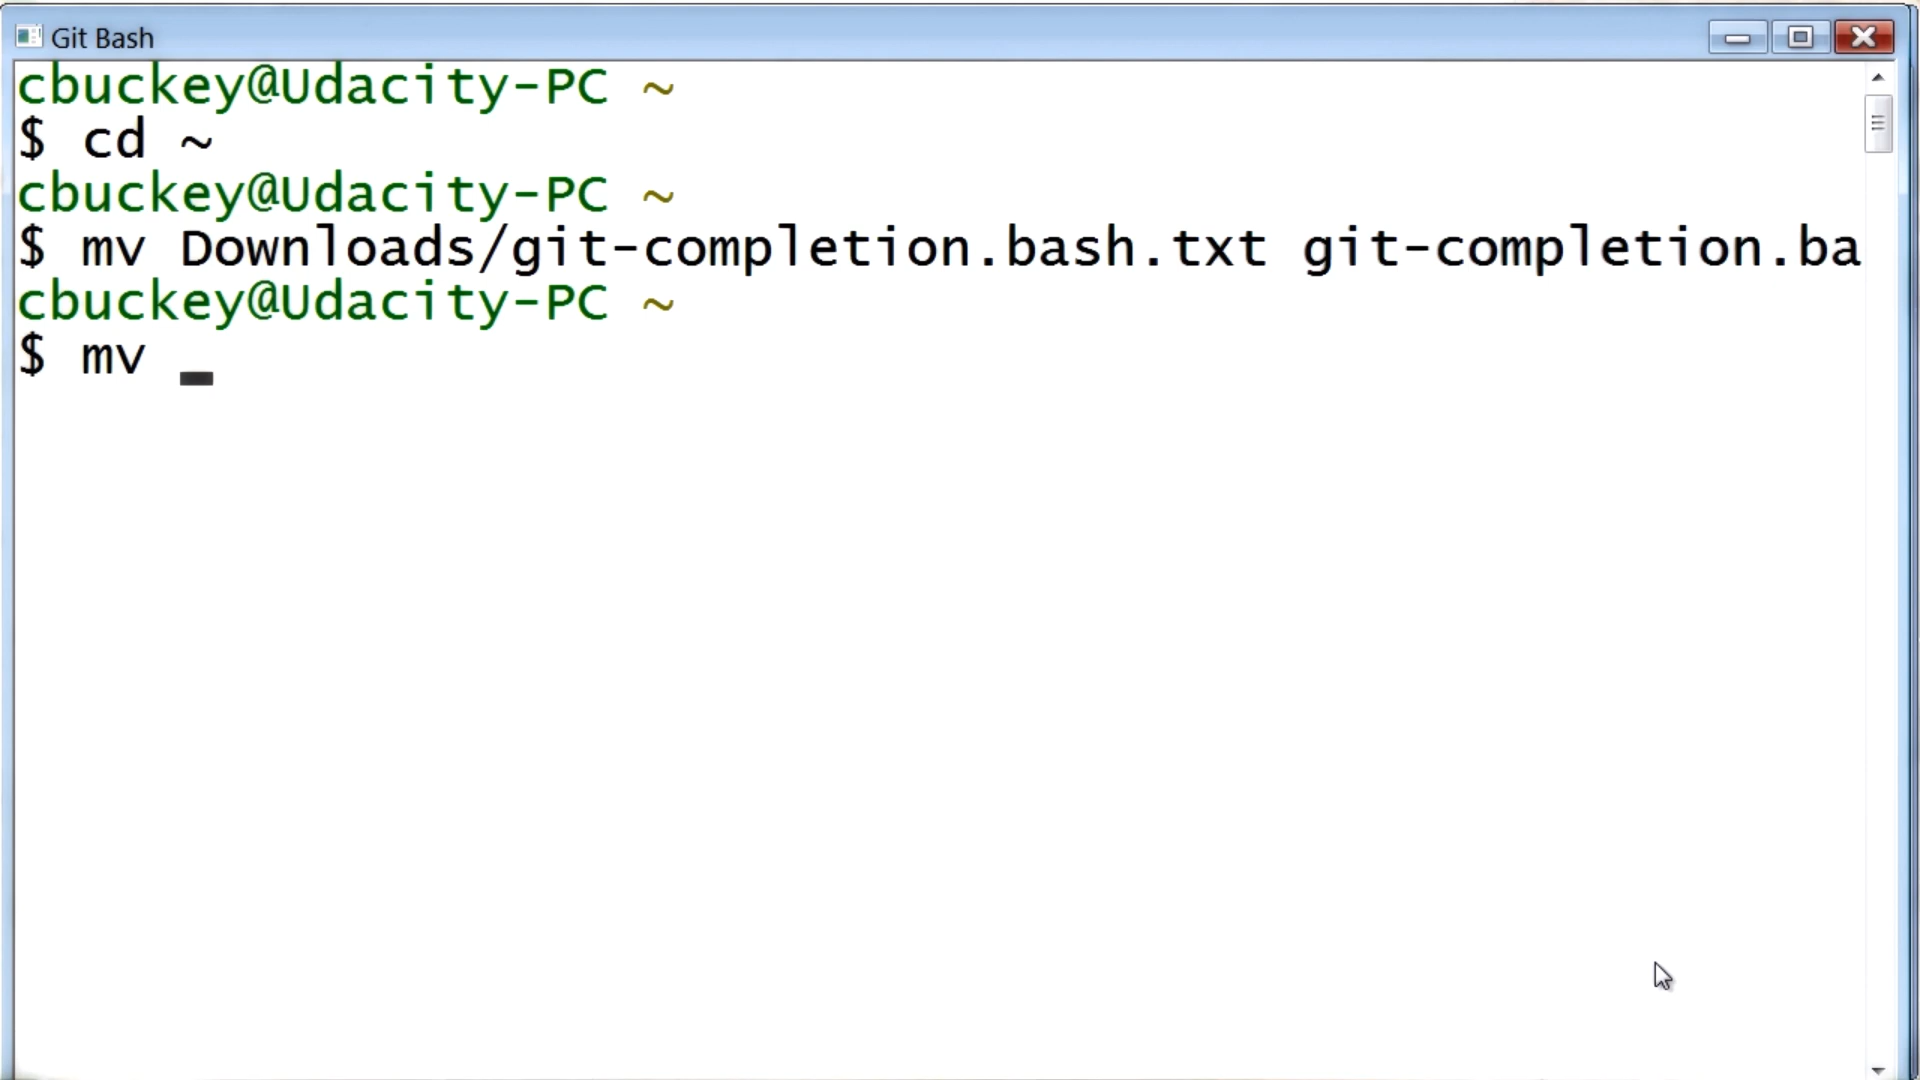 Git Bash
cbuckey@Udacity-PC ~
$ cd ~
cbuckey@Udacity-PC ~
$ mv Downloads/git-completion.bash.txt git-completion.ba
cbuckey@Udacity-PC ~
$ mv _